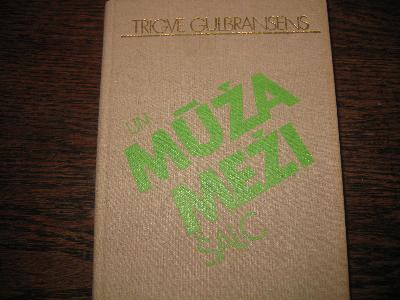 TRIGVE GULBRANSENS
UN
MŪŽA
MEŽI
ŠALC